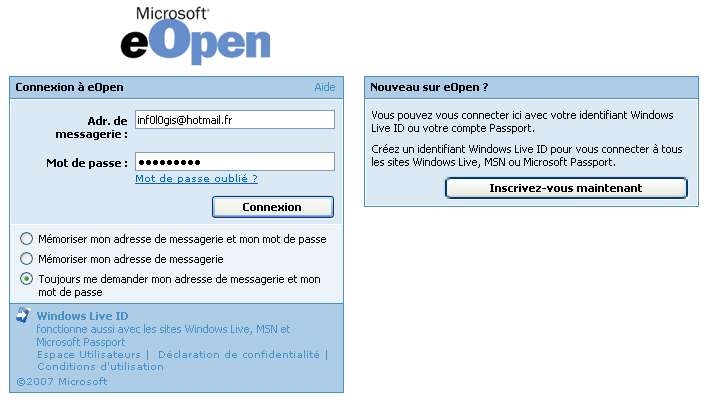 Microsoft
eOpen
Connexion à eOpen
Aide
Adr. de
messagerie :
inf0l0gis@hotmail.fr
Mot de passe :
•••••••••
Mot de passe oublié ?
Connexion
Mémoriser mon adresse de messagerie et mon mot de passe
Mémoriser mon adresse de messagerie
Toujours me demander mon adresse de messagerie et mon
mot de passe
Windows Live ID
fonctionne aussi avec les sites Windows Live, MSN et
Microsoft Passport
Espace Utilisateurs | Déclaration de confidentialité |
Conditions d'utilisation
©2007 Microsoft
Nouveau sur eOpen ?
Vous pouvez vous connecter ici avec votre identifiant Windows
Live ID ou votre compte Passport.
Créez un identifiant Windows Live ID pour vous connecter à tous
les sites Windows Live, MSN ou Microsoft Passport.
Inscrivez-vous maintenant